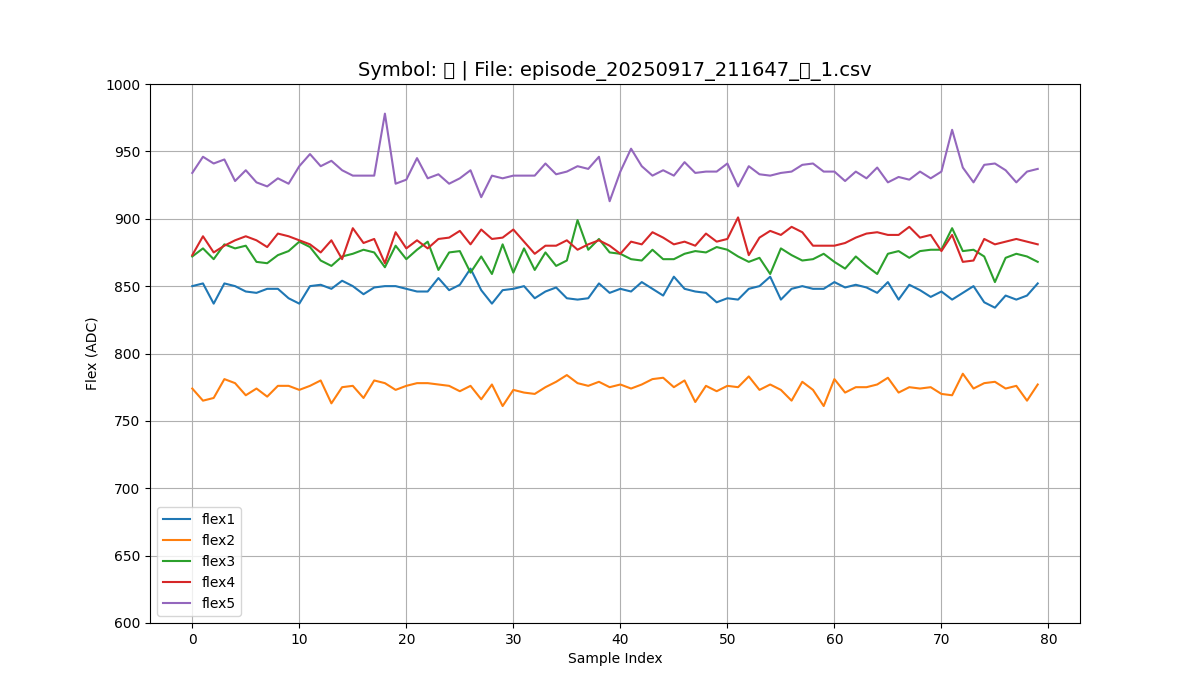 Symbol: ▯ | File: episode_20250917_211647_▯_1.csv
1000
950
900
850
800
750
700
650
600
Flex (ADC)
flex1
flex2
flex3
flex4
flex5
0 10 20 30 40 50 60 70 80
Sample Index